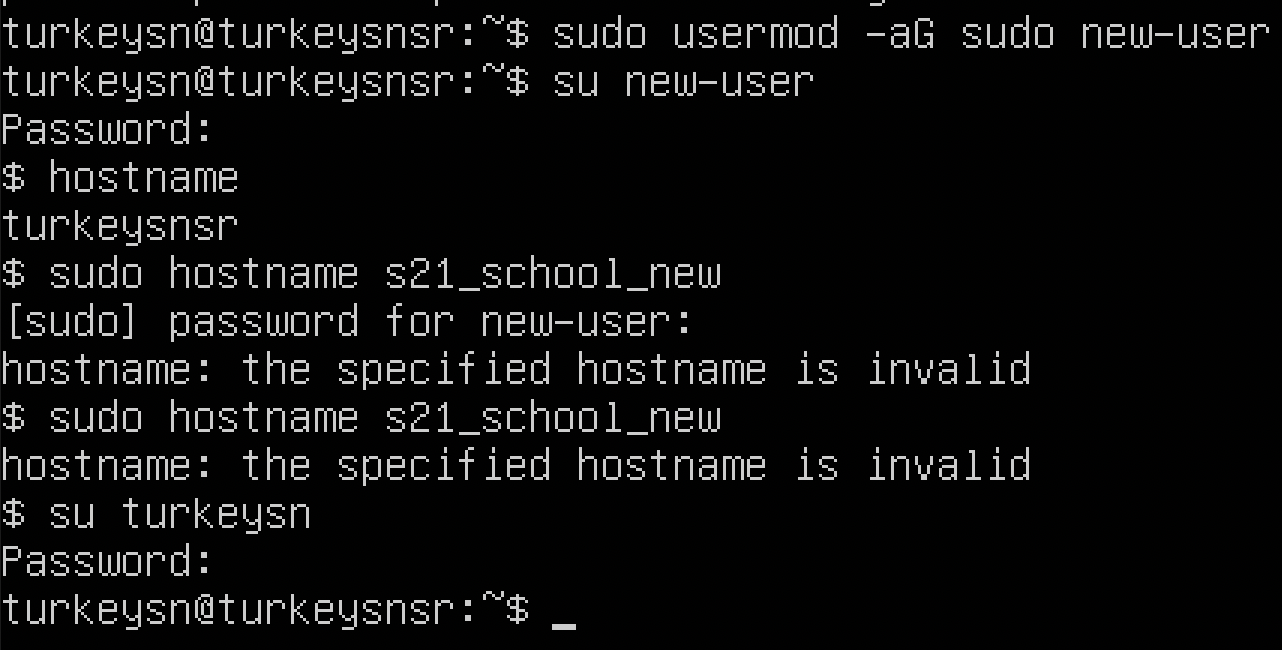 turkeysn@turkeysnsr:~$ sudo usermod -aG sudo new-user
turkeysn@turkeysnsr:~$ su new-user
Password:
$ hostname
turkeysnsr
$ sudo hostname s21_school_new
[sudo] password for new-user:
hostname: the specified hostname is invalid
$ sudo hostname s21_school_new
hostname: the specified hostname is invalid
$ su turkeysn
Password:
turkeysn@turkeysnsr:~$ _